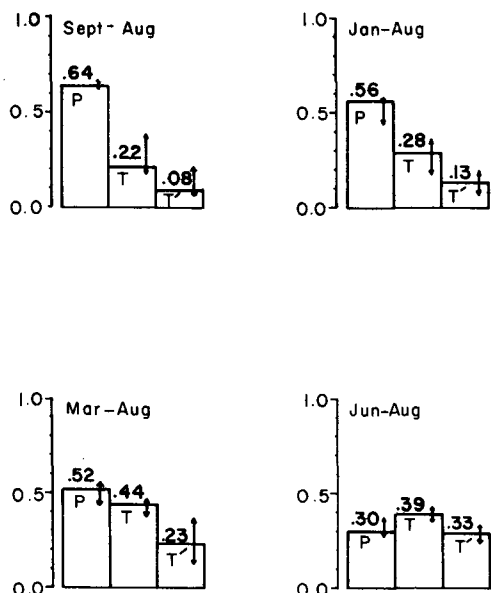 1.0
Sept - Aug
.64
P
0.5
.22
T
.08
T'
0.0
1.0
Jan-Aug
.56
P
0.5
.28
T
.13
T'
0.0
1.0
Mar-Aug
.52
P
0.5
.44
T
.23
T'
0.0
1.0
Jun-Aug
0.5
.30
P
.39
T
.33
T'
0.0